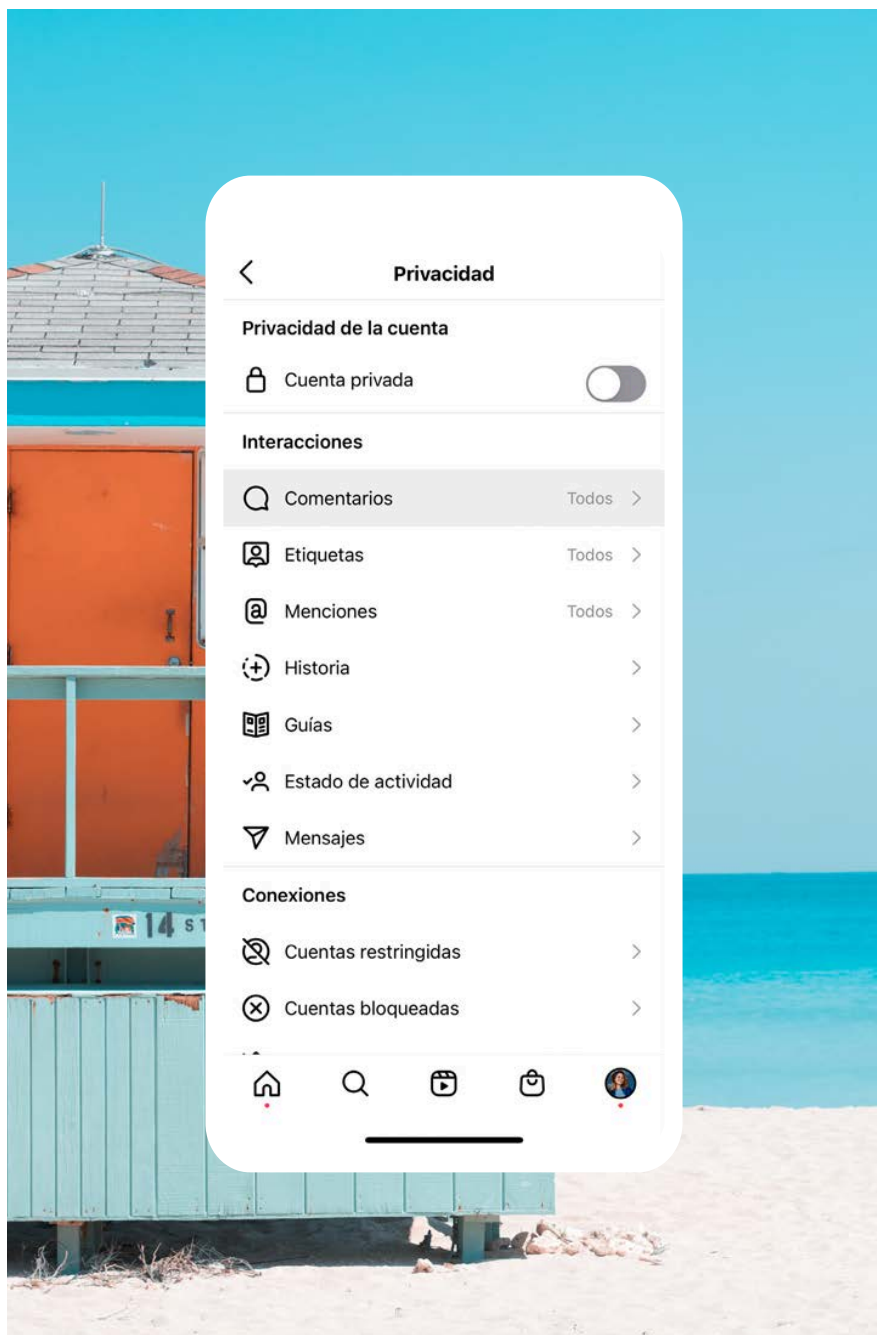 Privacidad
Privacidad de la cuenta
Cuenta privada
Interacciones
Comentarios Todos
Etiquetas Todos
Menciones Todos
Historia
Guías
Estado de actividad
Mensajes
Conexiones
Cuentas restringidas
Cuentas bloqueadas
14 ST